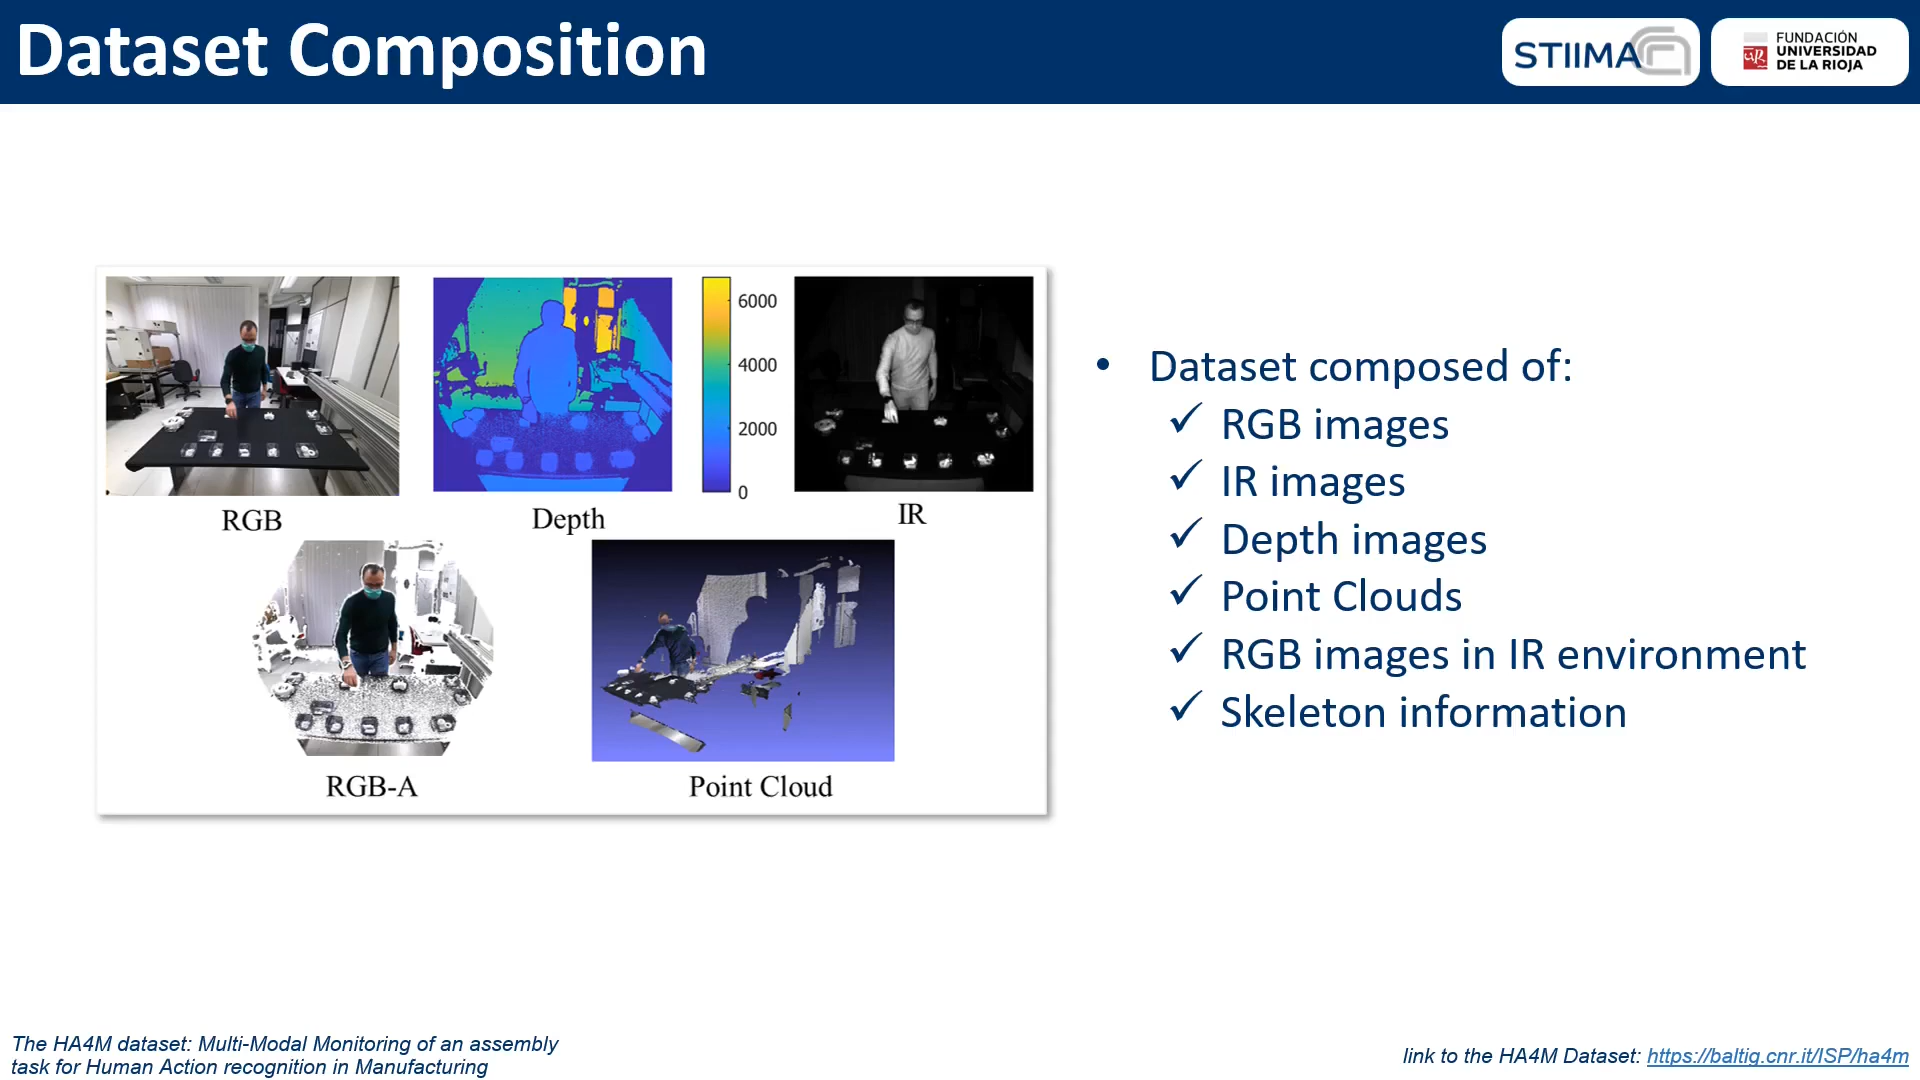 Dataset Composition
STIIMA
FUNDACIÓN
UNIVERSIDAD
DE LA RIOJA
6000
4000
2000
0
RGB
Depth
IR
RGB-A
Point Cloud
• Dataset composed of:
✓ RGB images
✓ IR images
✓ Depth images
✓ Point Clouds
✓ RGB images in IR environment
✓ Skeleton information
The HA4M dataset: Multi-Modal Monitoring of an assembly
task for Human Action recognition in Manufacturing
link to the HA4M Dataset: https://baltig.cnr.it/ISP/ha4m